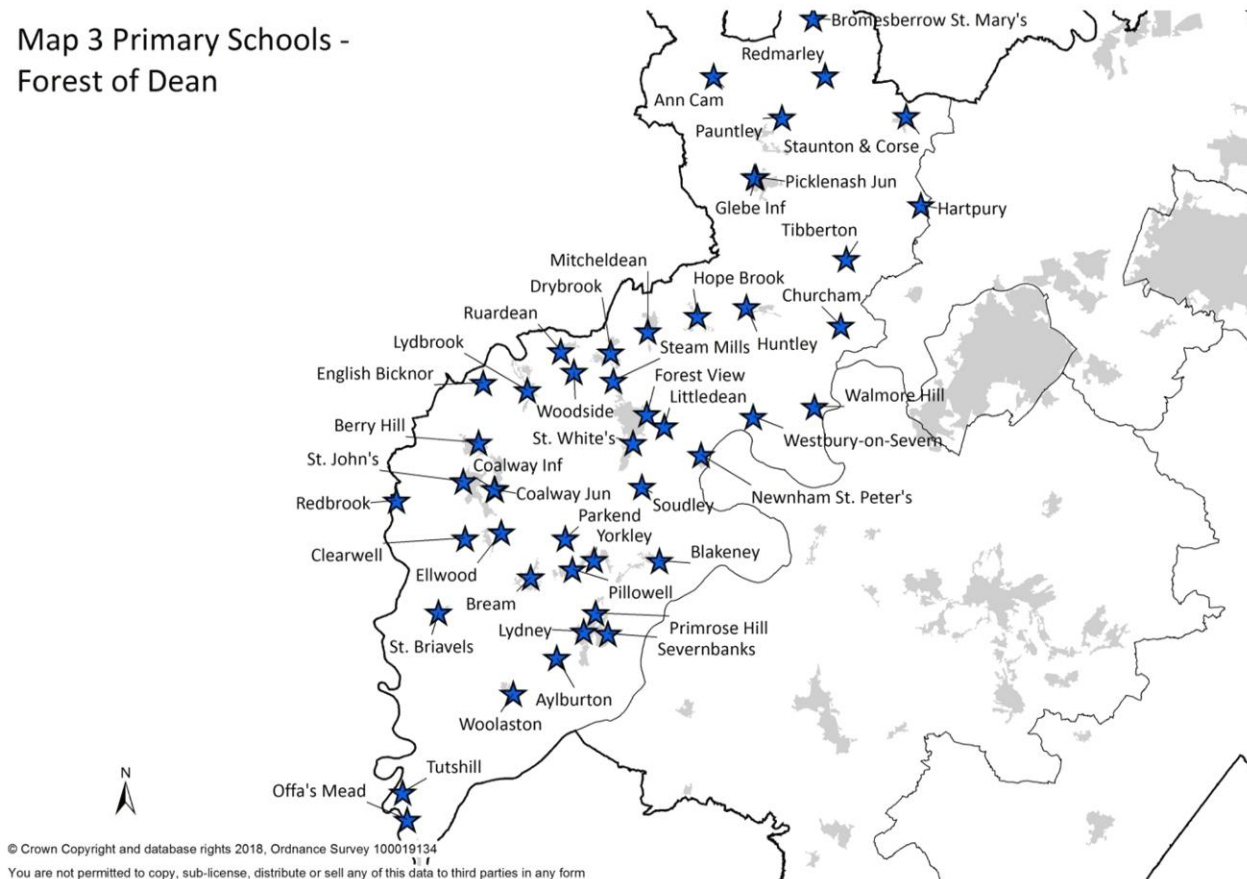 Map 3 Primary Schools -
Forest of Dean
Bromesberrow St. Mary's
Redmarley
Ann Cam
Pauntley
Staunton & Corse
Picklenash Jun
Glebe Inf
Hartpury
Tibberton
Mitcheldean
Hope Brook
Drybrook
Churcham
Ruardean
Steam Mills
Huntley
Lydbrook
Forest View
English Bicknor
Littledean
Walmore Hill
Woodside
Berry Hill
St. White's
Westbury-on-Severn
St. John's
Coalway Inf
Coalway Jun
Newnham St. Peter's
Redbrook
Soudley
Parkend
Clearwell
Yorkley
Blakeney
Ellwood
Pillowell
Bream
Lydney
Primrose Hill
St. Briavels
Severnbanks
Aylburton
Woolaston
Tutshill
N
Offa's Mead
© Crown Copyright and database rights 2018, Ordnance Survey 100019134
You are not permitted to copy, sub-license, distribute or sell any of this data to third parties in any form